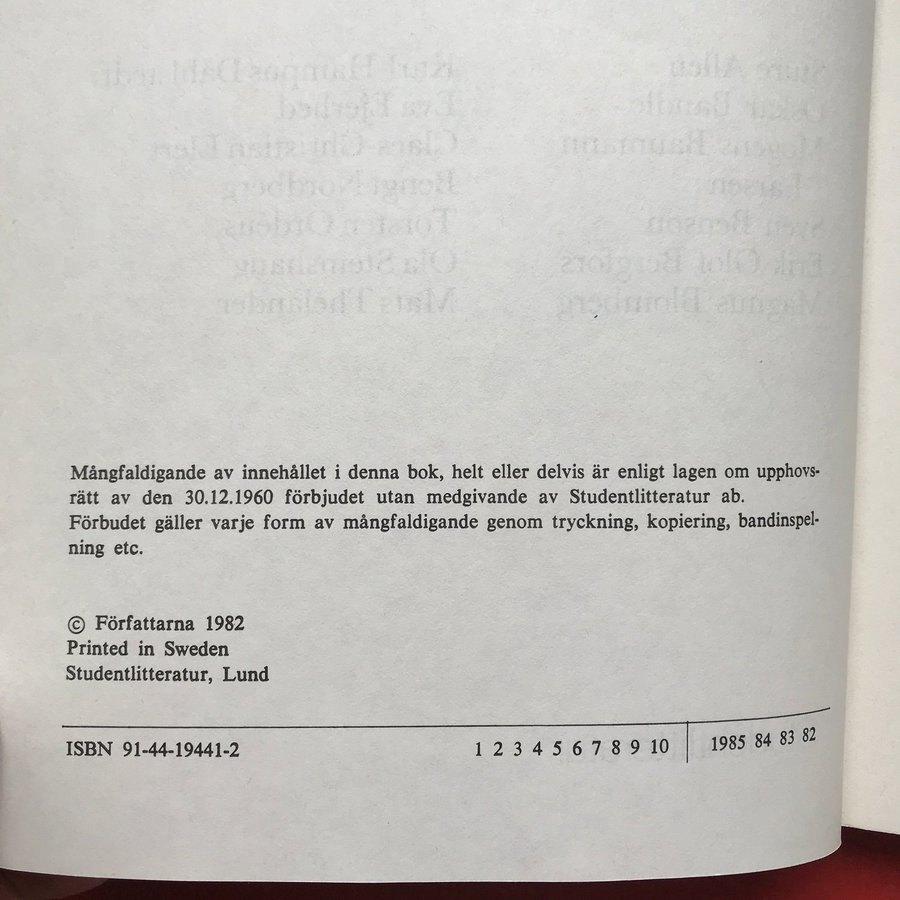 Mångfaldigande av innehållet i denna bok, helt eller delvis är enligt lagen om upphovs-
rätt av den 30.12.1960 förbjudet utan medgivande av Studentlitteratur ab.
Förbudet gäller varje form av mångfaldigande genom tryckning, kopiering, bandinspel-
ning etc.
© Författarna 1982
Printed in Sweden
Studentlitteratur, Lund
ISBN 91-44-19441-2 1 2 3 4 5 6 7 8 9 10 1985 84 83 82